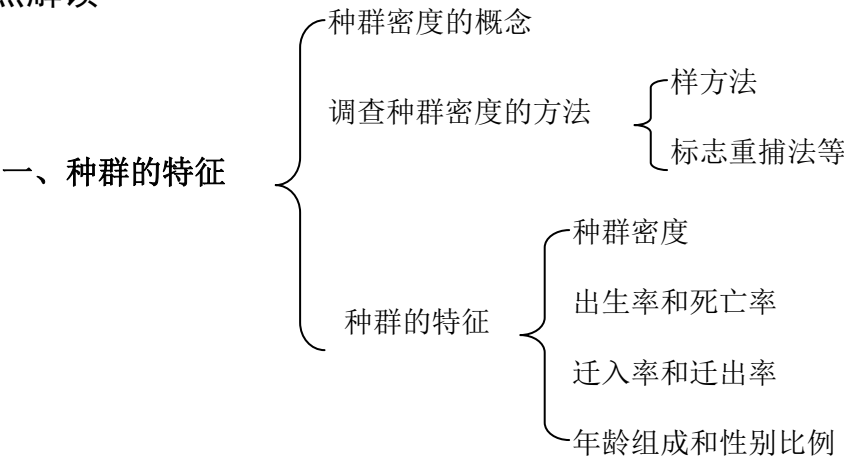 种群密度的概念
调查种群密度的方法
样方法
标志重捕法等
一、种群的特征
种群的特征
种群密度
出生率和死亡率
迁入率和迁出率
年龄组成和性别比例